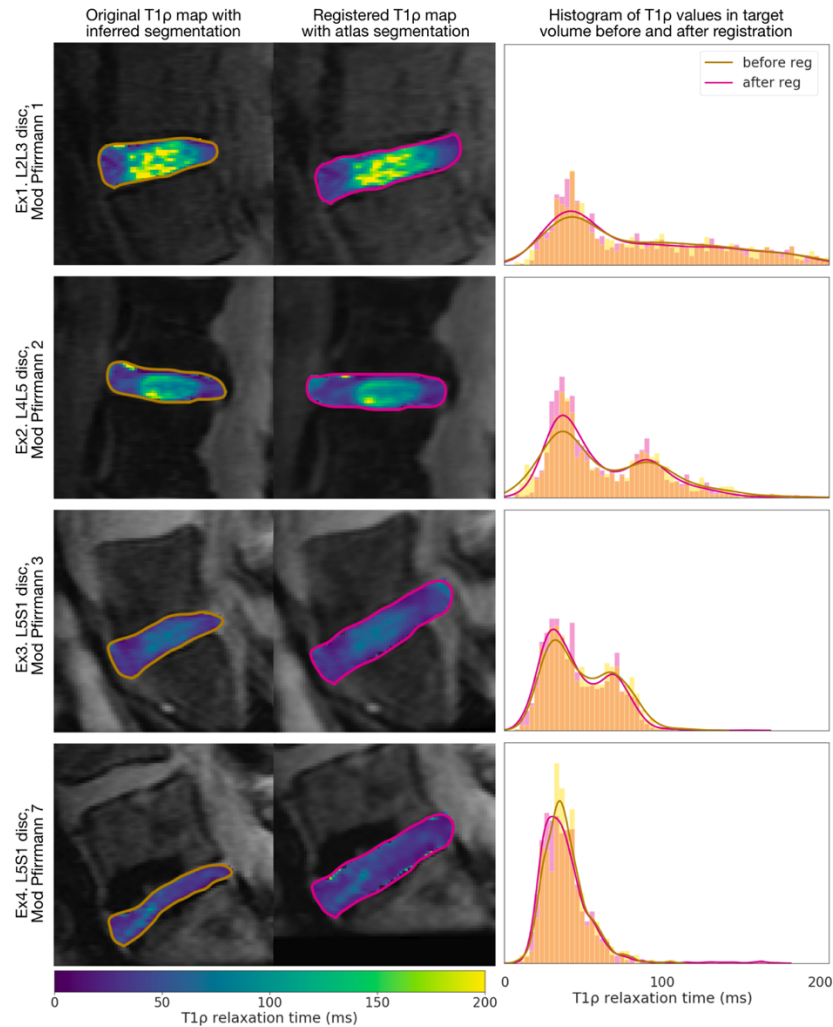 Original T1ρ map with
inferred segmentation
Registered T1ρ map
with atlas segmentation
Histogram of T1ρ values in target
volume before and after registration
before reg
after reg
Ex1. L2L3 disc,
Mod Pfirrmann 1
Ex2. L4L5 disc,
Mod Pfirrmann 2
Ex3. L5S1 disc,
Mod Pfirrmann 3
Ex4. L5S1 disc,
Mod Pfirrmann 7
0 50 100 150 200
T1ρ relaxation time (ms)
0 100 200
T1ρ relaxation time (ms)